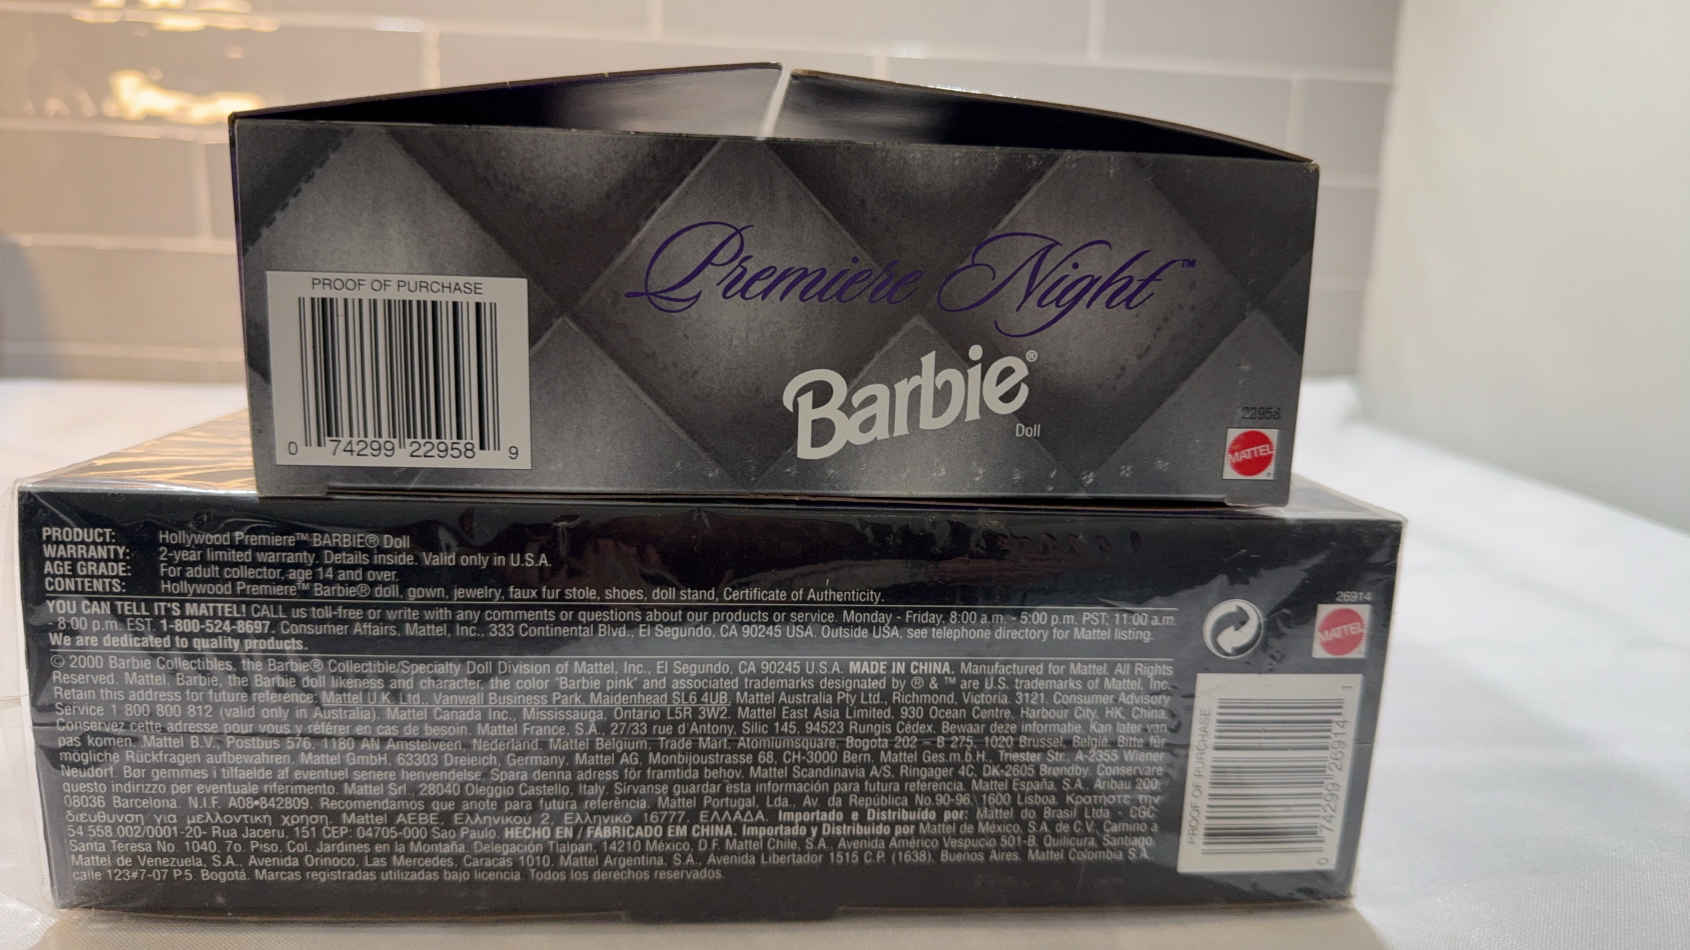 PROOF OF PURCHASE
0 74299 22958 9
Premiere Night™
Barbie®
Doll
22958
MATTEL
PRODUCT: Hollywood Premiere™ BARBIE® Doll
WARRANTY: 2-year limited warranty. Details inside. Valid only in U.S.A.
AGE GRADE: For adult collector, age 14 and over.
CONTENTS: Hollywood Premiere™ Barbie® doll, gown, jewelry, faux fur stole, shoes, doll stand, Certificate of Authenticity.
YOU CAN TELL IT'S MATTEL! CALL us toll-free or write with any comments or questions about our products or service. Monday - Friday, 8:00 a.m. - 5:00 p.m. PST, 11:00 a.m.
- 8:00 p.m. EST. 1-800-524-8697. Consumer Affairs, Mattel, Inc., 333 Continental Blvd., El Segundo, CA 90245 USA. Outside USA, see telephone directory for Mattel listing.
We are dedicated to quality products.
© 2000 Barbie Collectibles, the Barbie® Collectible/Specialty Doll Division of Mattel, Inc., El Segundo, CA 90245 U.S.A. MADE IN CHINA. Manufactured for Mattel. All Rights
Reserved. Mattel, Barbie, the Barbie doll likeness and character, the color "Barbie pink" and associated trademarks designated by ® & ™ are U.S. trademarks of Mattel, Inc.
Retain this address for future reference: Mattel U.K. Ltd., Vanwall Business Park, Maidenhead SL6 4UB. Mattel Australia Pty Ltd., Richmond, Victoria. 3121. Consumer Advisory
Service 1 800 800 812 (valid only in Australia). Mattel Canada Inc., Mississauga, Ontario L5R 3W2. Mattel East Asia Limited, 930 Ocean Centre, Harbour City, HK, China.
Conservez cette adresse pour vous y référer en cas de besoin. Mattel France, S.A., 27/33 rue d'Antony, Silic 145, 94523 Rungis Cédex. Bewaar deze informatie. Kan later van
pas komen. Mattel B.V., Postbus 576, 1180 AN Amstelveen, Nederland. Mattel Belgium, Trade Mart, Atomiumsquare, Bogota 202 – B 275, 1020 Brussel, België. Bitte für
mögliche Rückfragen aufbewahren. Mattel GmbH, 63303 Dreieich, Germany. Mattel AG, Monbijoustrasse 68, CH-3000 Bern. Mattel Ges.m.b.H., Triester Str., A-2355 Wiener
Neudorf. Bør gemmes i tilfaelde af eventuel senere henvendelse. Spara denna adress för framtida behov. Mattel Scandinavia A/S, Ringager 4C, DK-2605 Brøndby. Conservare
questo indirizzo per eventuale riferimento. Mattel Srl., 28040 Oleggio Castello, Italy. Sírvanse guardar esta información para futura referencia. Mattel España, S.A., Aribau 200,
08036 Barcelona. N.I.F. A08•842809. Recomendamos que anote para futura referência. Mattel Portugal, Lda., Av. da República No.90-96, 1600 Lisboa. Κρατήστε την
διεύθυνση για μελλοντική χρήση. Mattel AEBE, Ελληνικού 2, Ελληνικό 16777, ΕΛΛΑΔΑ. Importado e Distribuído por: Mattel do Brasil Ltda - CGC
54.558.002/0001-20- Rua Jaceru, 151 CEP: 04705-000 Sao Paulo. HECHO EN / FABRICADO EM CHINA. Importado y Distribuido por Mattel de México, S.A. de C.V., Camino a
Santa Teresa No. 1040, 7o. Piso, Col. Jardines en la Montaña, Delegación Tlalpan, 14210 México, D.F. Mattel Chile, S.A., Avenida Américo Vespucio 501-B, Quilicura, Santiago.
Mattel de Venezuela, S.A., Avenida Orinoco, Las Mercedes, Caracas 1010. Mattel Argentina, S.A., Avenida Libertador 1515 C.P. (1638), Buenos Aires. Mattel Colombia S.A.,
calle 123#7-07 P.5, Bogotá. Marcas registradas utilizadas bajo licencia. Todos los derechos reservados.
26914
MATTEL
PROOF OF PURCHASE
0 74299 26914 1